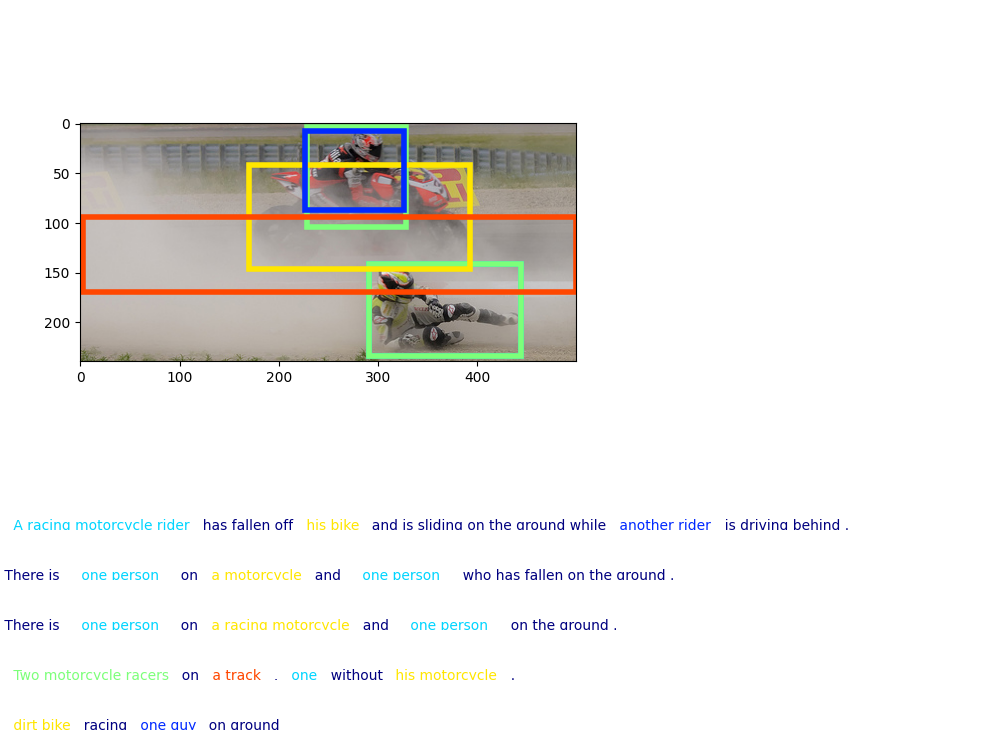 0
50
100
150
200
0 100 200 300 400
A racing motorcycle rider has fallen off his bike and is sliding on the ground while another rider is driving behind .
There is one person on a motorcycle and one person who has fallen on the ground .
There is one person on a racing motorcycle and one person on the ground .
Two motorcycle racers on a track . one without his motorcycle .
dirt bike racing one guy on ground